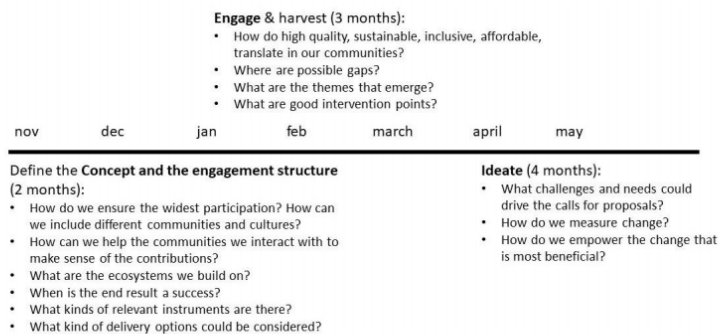 Engage & harvest (3 months):
• How do high quality, sustainable, inclusive, affordable,
translate in our communities?
• Where are possible gaps?
• What are the themes that emerge?
• What are good intervention points?
nov dec jan feb march april may
Define the Concept and the engagement structure
(2 months):
• How do we ensure the widest participation? How can
we include different communities and cultures?
• How can we help the communities we interact with to
make sense of the contributions?
• What are the ecosystems we build on?
• When is the end result a success?
• What kinds of relevant instruments are there?
• What kind of delivery options could be considered?
Ideate (4 months):
• What challenges and needs could
drive the calls for proposals?
• How do we measure change?
• How do we empower the change that
is most beneficial?